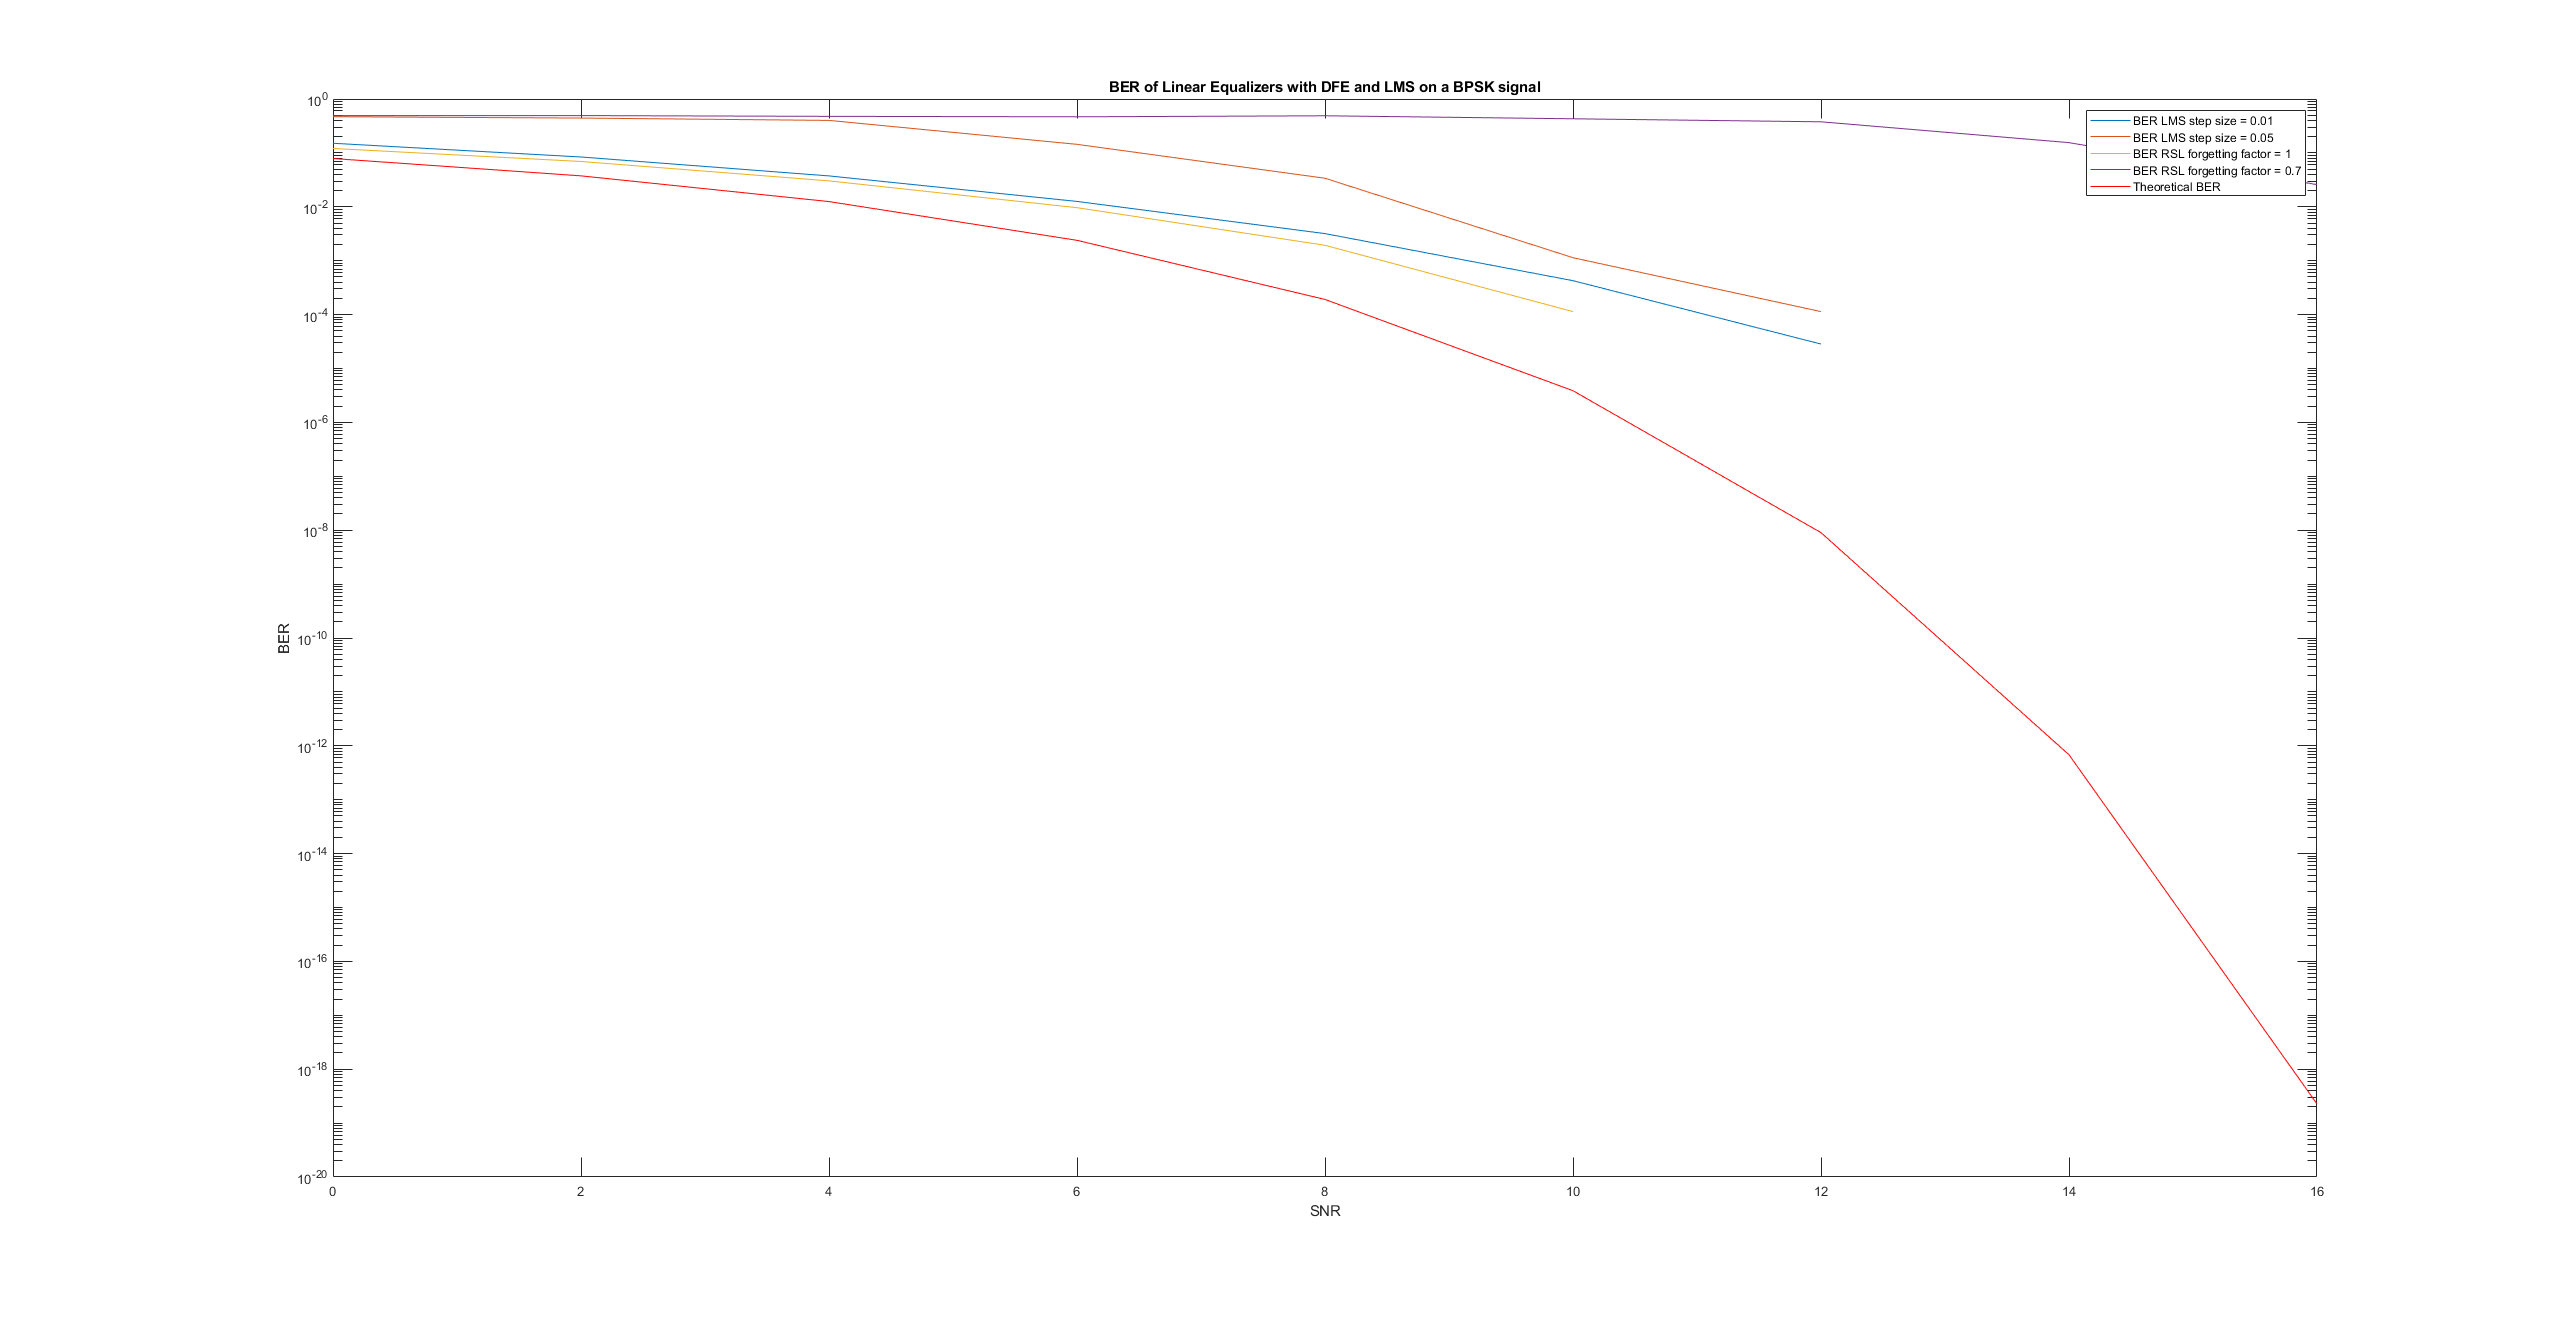 BER of Linear Equalizers with DFE and LMS on a BPSK signal
10^0
10^-2
10^-4
10^-6
10^-8
10^-10
10^-12
10^-14
10^-16
10^-18
10^-20
BER
BER LMS step size = 0.01
BER LMS step size = 0.05
BER RSL forgetting factor = 1
BER RSL forgetting factor = 0.7
Theoretical BER
0 2 4 6 8 10 12 14 16
SNR